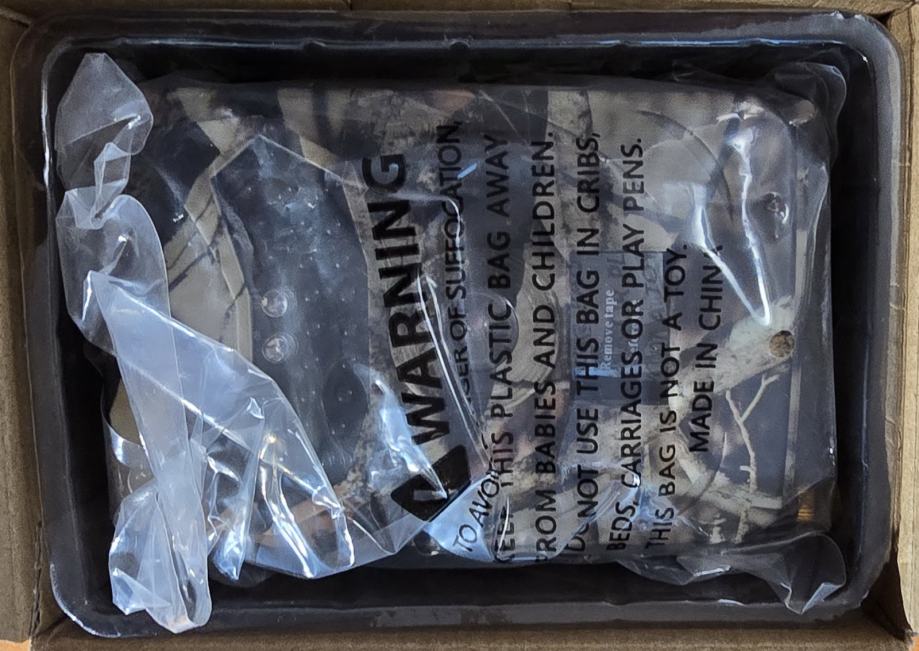 WARNING
TO AVOID DANGER OF SUFFOCATION,
KEEP THIS PLASTIC BAG AWAY
FROM BABIES AND CHILDREN.
DO NOT USE THIS BAG IN CRIBS,
BEDS, CARRIAGES OR PLAY PENS.
THIS BAG IS NOT A TOY.
MADE IN CHINA
Remove tape